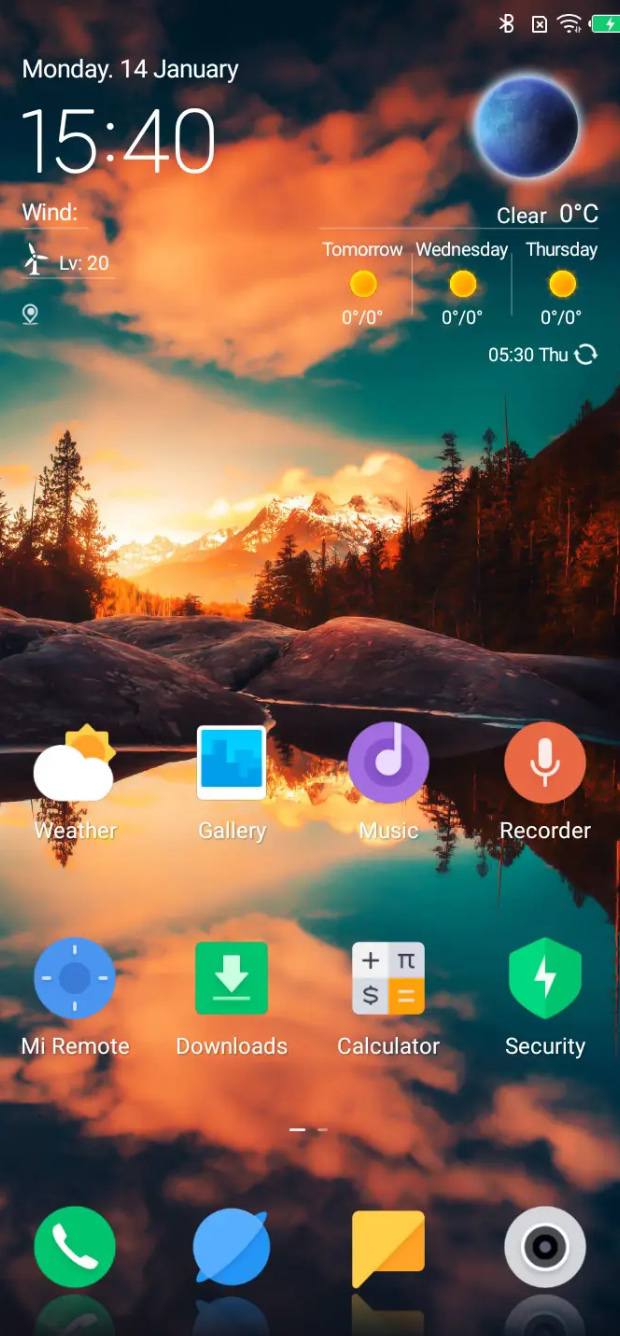 Monday. 14 January
15:40
Wind:
Clear 0°C
Lv: 20
Tomorrow Wednesday Thursday
0°/0° 0°/0° 0°/0°
05:30 Thu
Weather Gallery Music Recorder
Mi Remote Downloads Calculator Security